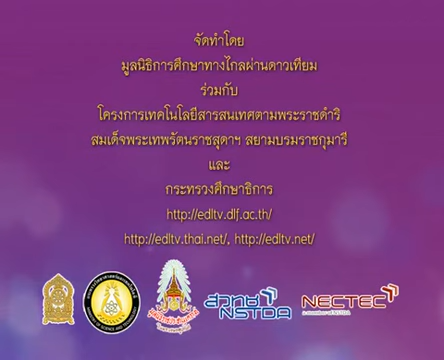 จัดทำโดย
มูลนิธิการศึกษาทางไกลผ่านดาวเทียม
ร่วมกับ
โครงการเทคโนโลยีสารสนเทศตามพระราชดำริ
สมเด็จพระเทพรัตนราชสุดาฯ สยามบรมราชกุมารี
และ
กระทรวงศึกษาธิการ
http://edltv.dlf.ac.th/
http://edltv.thai.net/, http://edltv.net/
สวทช
NSTDA
NECTEC